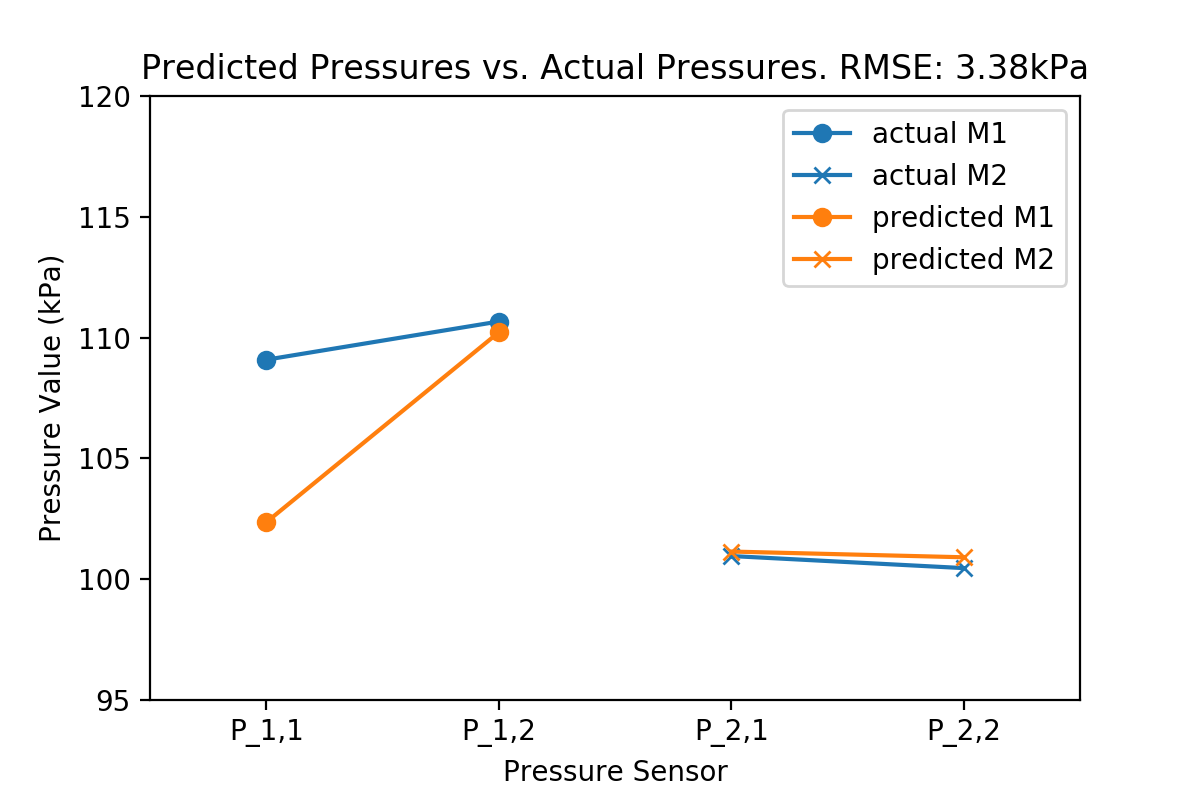 Predicted Pressures vs. Actual Pressures. RMSE: 3.38kPa
120
115
110
105
100
95
Pressure Value (kPa)
actual M1
actual M2
predicted M1
predicted M2
P_1,1
P_1,2
P_2,1
P_2,2
Pressure Sensor